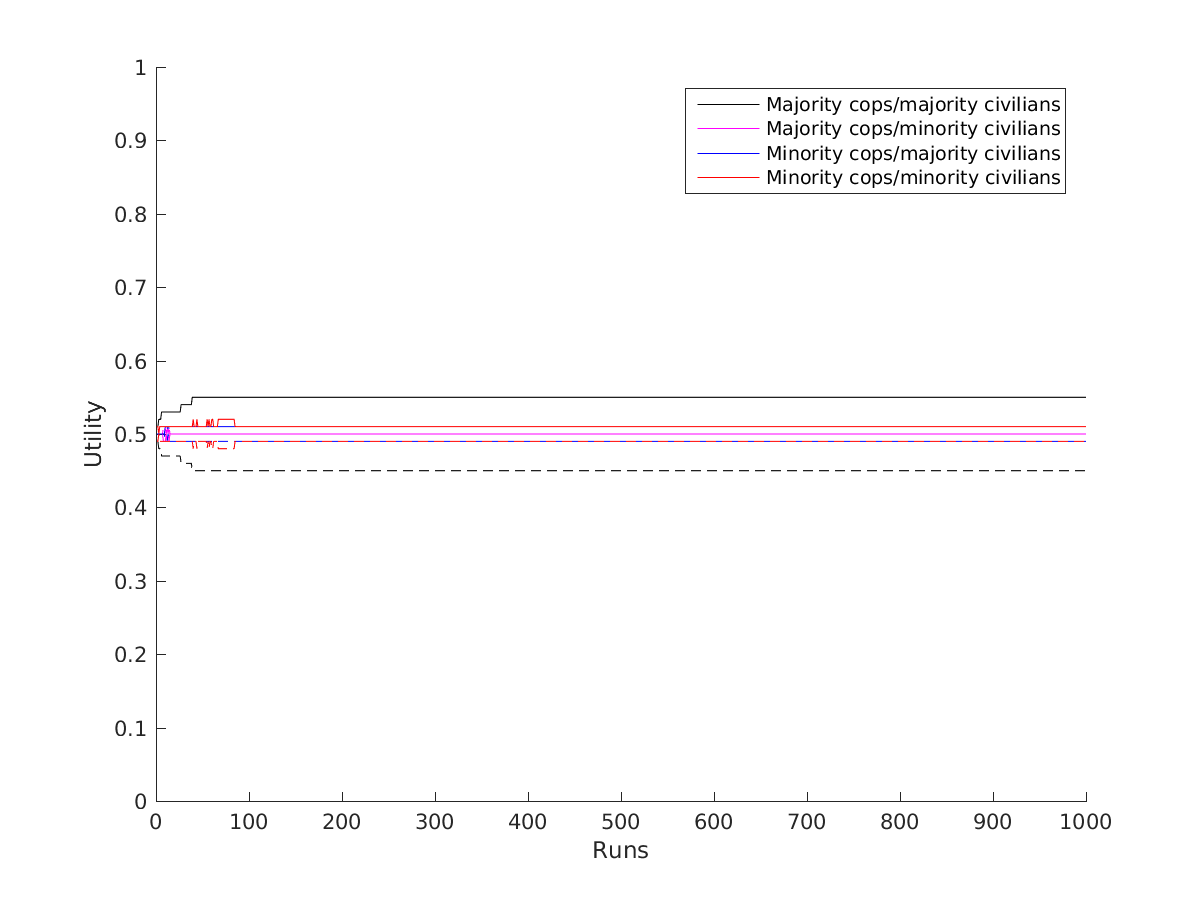 1
0.9
0.8
0.7
0.6
0.5
0.4
0.3
0.2
0.1
0
Utility
Majority cops/majority civilians
Majority cops/minority civilians
Minority cops/majority civilians
Minority cops/minority civilians
0 100 200 300 400 500 600 700 800 900 1000
Runs